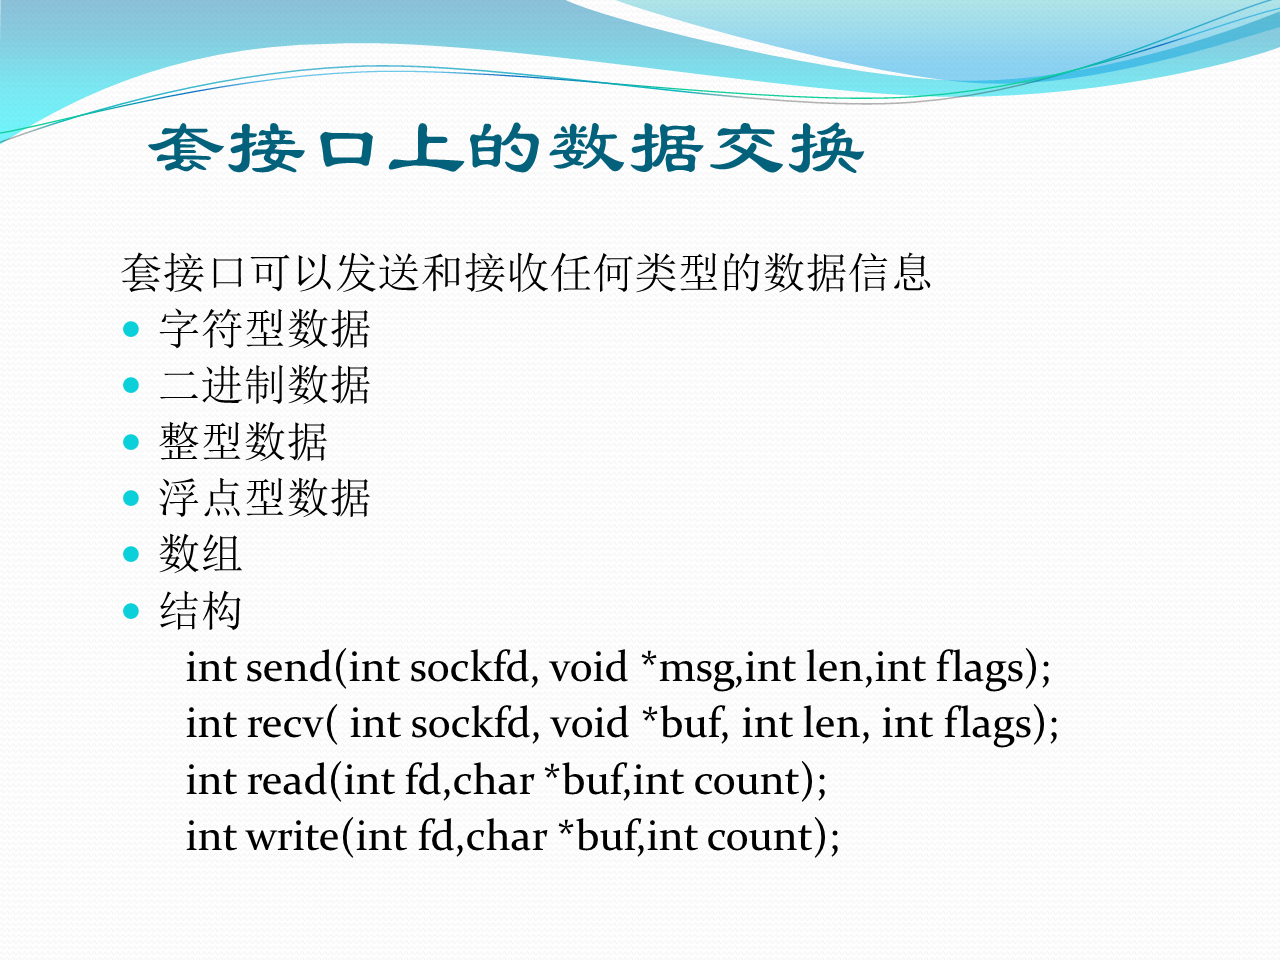 套接口上的数据交换
套接口可以发送和接收任何类型的数据信息
• 字符型数据
• 二进制数据
• 整型数据
• 浮点型数据
• 数组
• 结构
int send(int sockfd, void *msg,int len,int flags);
int recv( int sockfd, void *buf, int len, int flags);
int read(int fd,char *buf,int count);
int write(int fd,char *buf,int count);